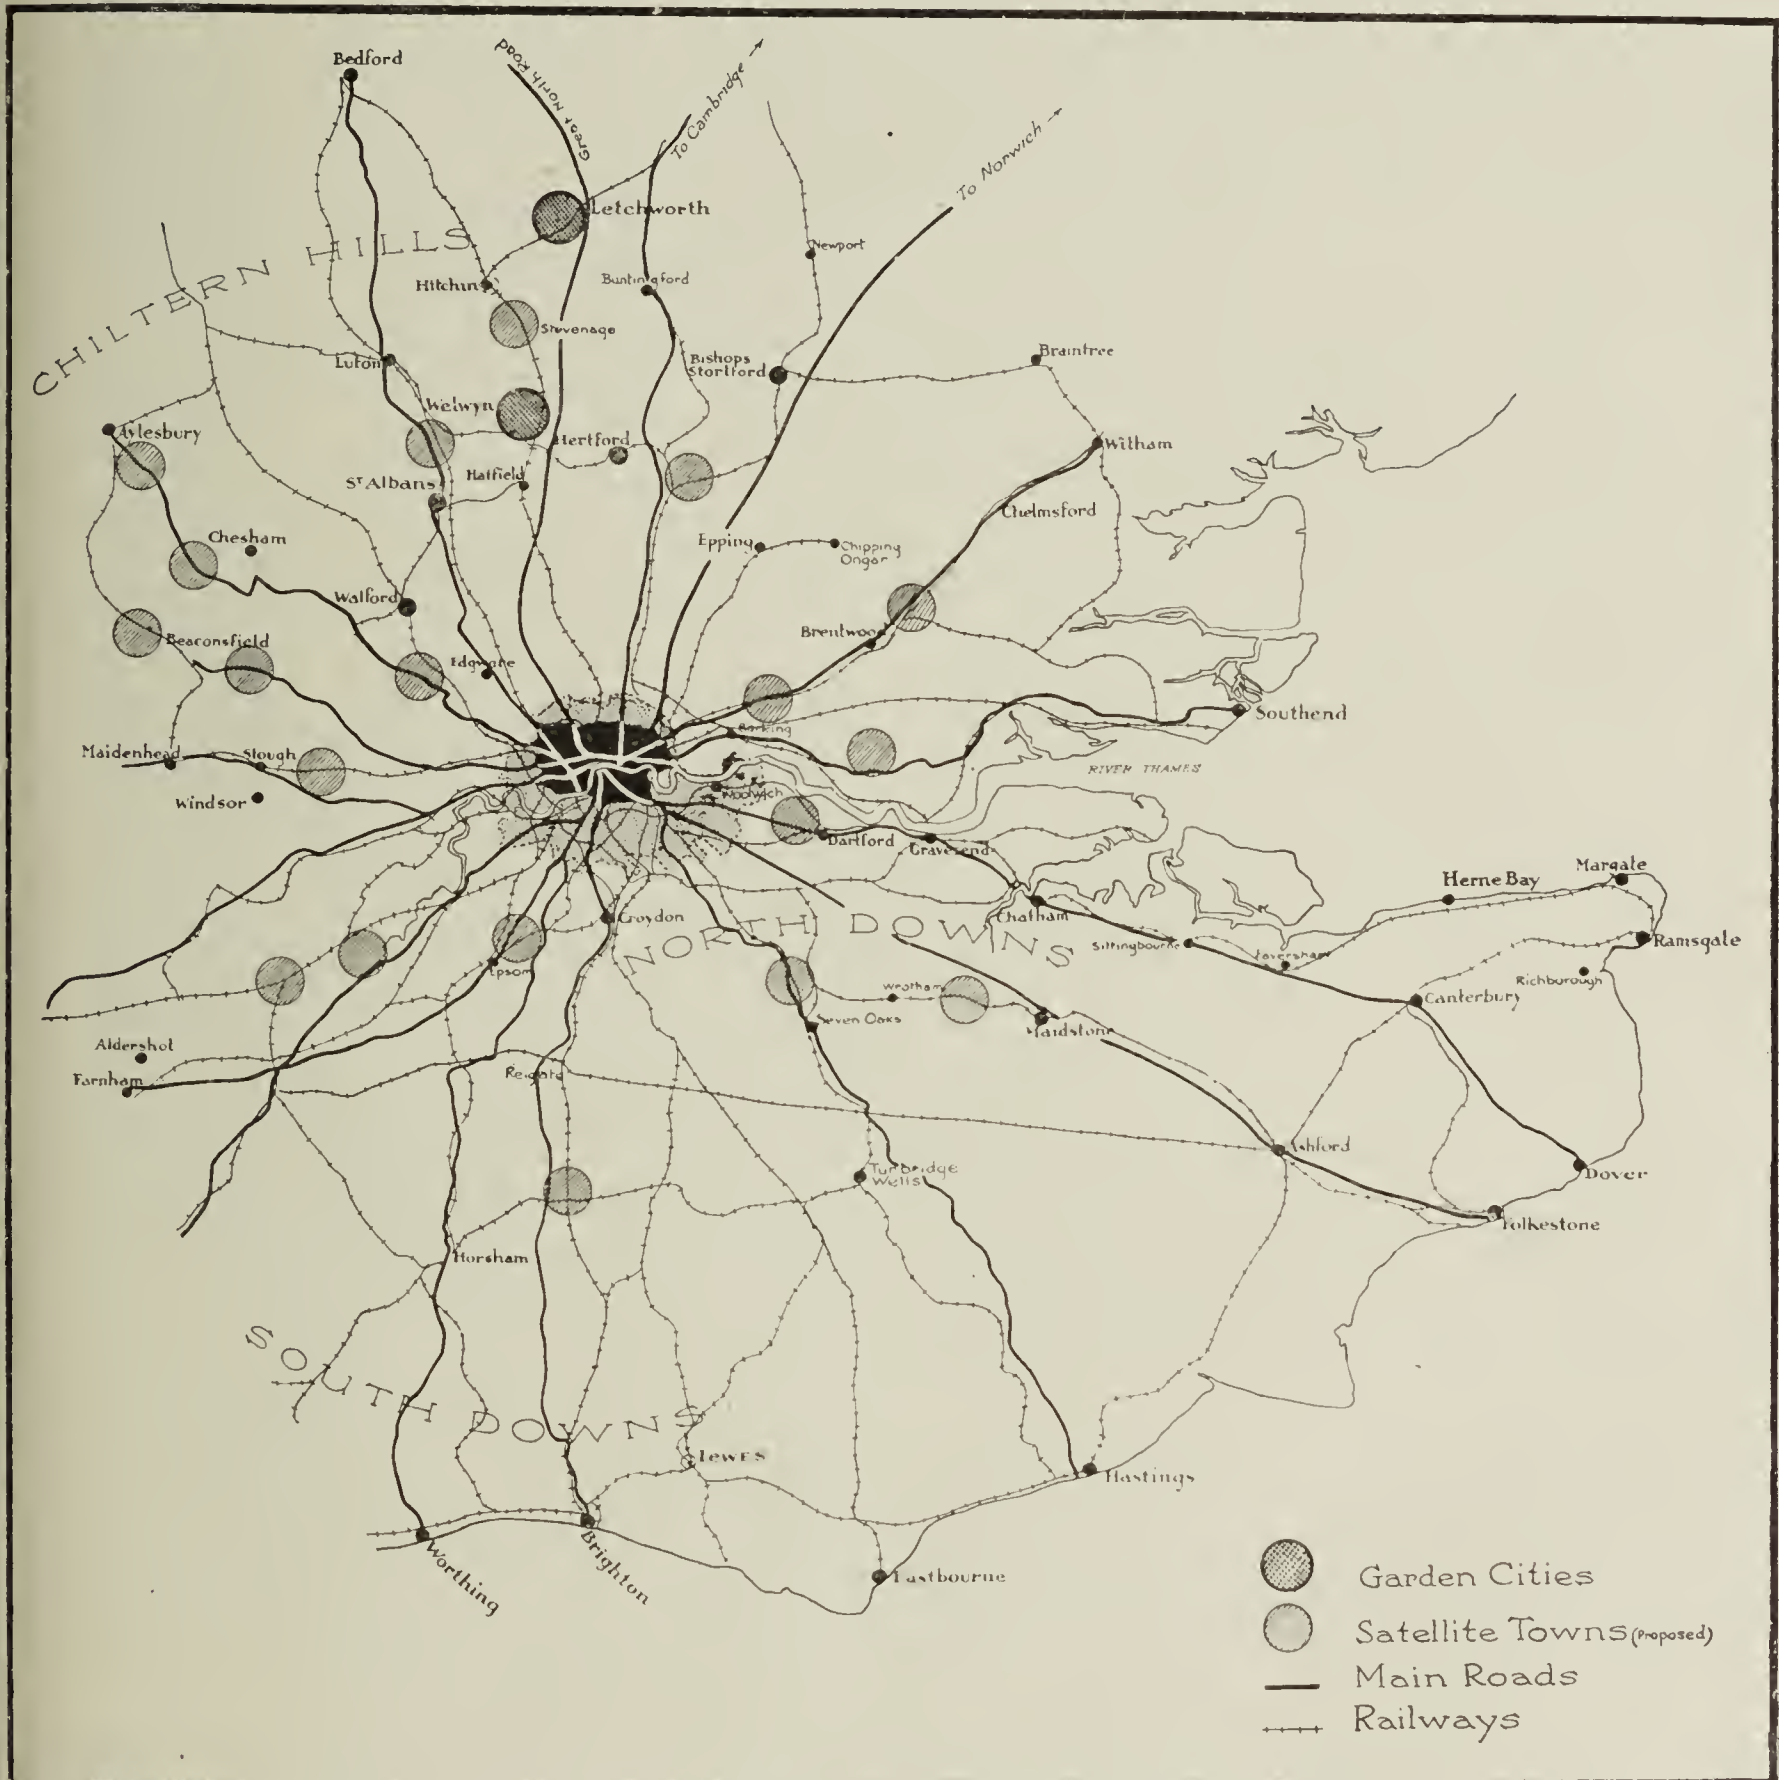 Bedford
Great North Road
To Cambridge
To Norwich
Letchworth
Newport
CHILTERN HILLS
Hitchin
Buntingford
Stevenage
Luton
Bishops
Stortford
Braintree
Welwyn
Aylesbury
Hertford
Witham
St Albans
Hatfield
Chelmsford
Chesham
Epping
Chipping
Ongar
Watford
Brentwood
Beaconsfield
Edgware
Barking
Southend
Maidenhead
Slough
RIVER THAMES
Windsor
Woolwich
Dartford
Gravesend
Herne Bay
Margate
Croydon
Chatham
NORTH DOWNS
Sittingbourne
Faversham
Ramsgate
Epsom
Wrotham
Richborough
Canterbury
Seven Oaks
Maidstone
Aldershot
Farnham
Reigate
Ashford
Tunbridge
Wells
Dover
Folkestone
Horsham
SOUTH DOWNS
Lewes
Hastings
Worthing
Brighton
Eastbourne
Garden Cities
Satellite Towns (Proposed)
Main Roads
Railways